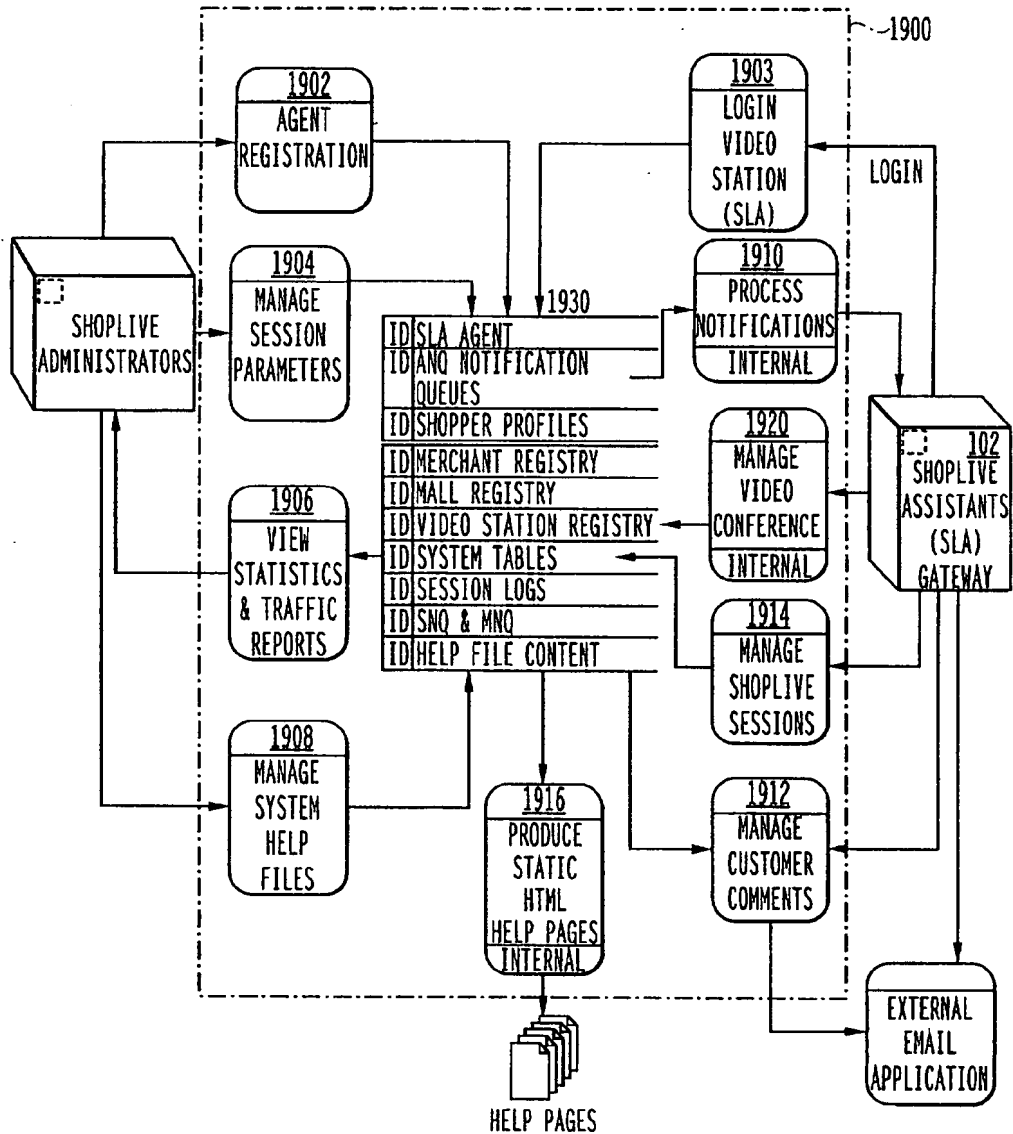 1900
1902
AGENT
REGISTRATION
1903
LOGIN
VIDEO
STATION
(SLA)
LOGIN
SHOPLIVE
ADMINISTRATORS
1904
MANAGE
SESSION
PARAMETERS
1910
PROCESS
NOTIFICATIONS
INTERNAL
1930
ID SLA AGENT
ID ANQ NOTIFICATION
QUEUES
ID SHOPPER PROFILES
ID MERCHANT REGISTRY
ID MALL REGISTRY
ID VIDEO STATION REGISTRY
ID SYSTEM TABLES
ID SESSION LOGS
ID SNQ & MNQ
ID HELP FILE CONTENT
1920
MANAGE
VIDEO
CONFERENCE
INTERNAL
102
SHOPLIVE
ASSISTANTS
(SLA)
GATEWAY
1906
VIEW
STATISTICS
& TRAFFIC
REPORTS
1914
MANAGE
SHOPLIVE
SESSIONS
1908
MANAGE
SYSTEM
HELP
FILES
1916
PRODUCE
STATIC
HTML
HELP PAGES
INTERNAL
1912
MANAGE
CUSTOMER
COMMENTS
EXTERNAL
EMAIL
APPLICATION
HELP PAGES